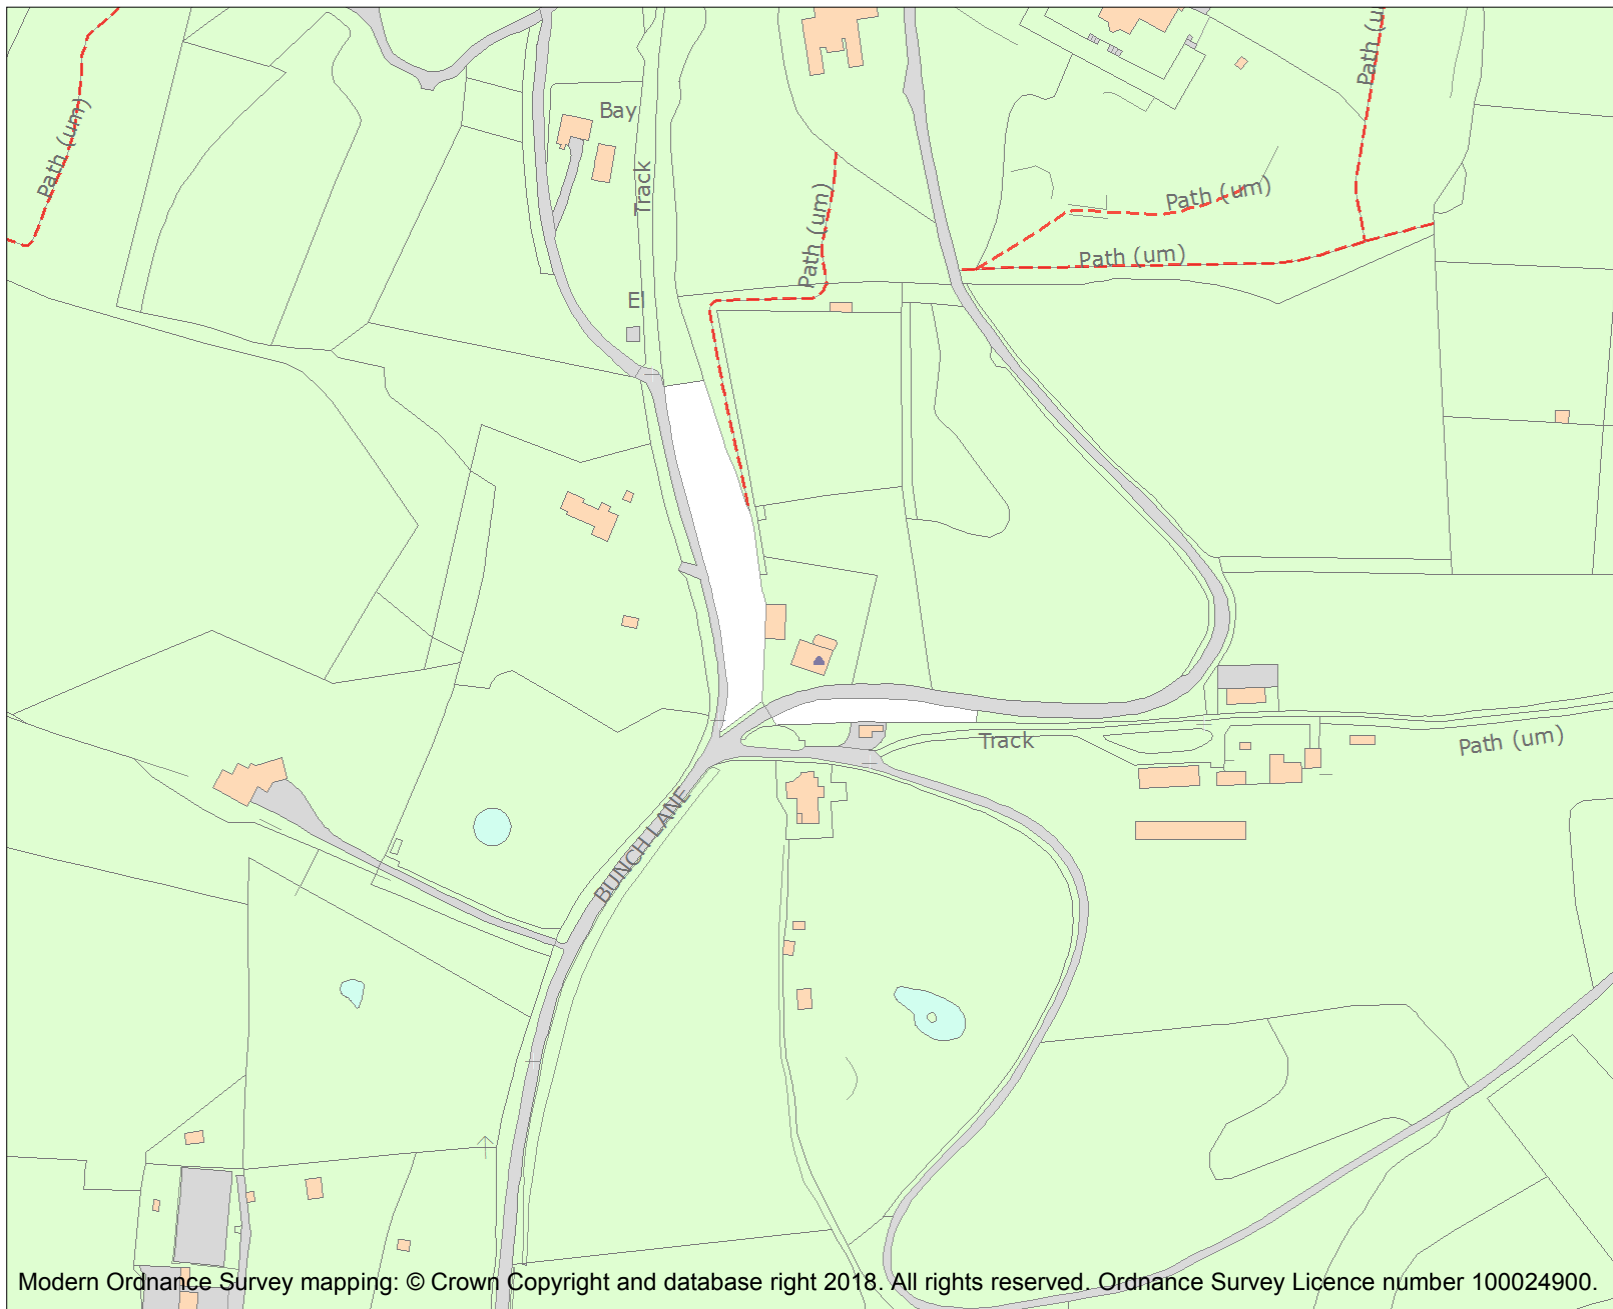 Path (um)
Bay
Track
Path (um)
Path (um)
Path (um)
Path (u
El
Track
Path (um)
BUNCH LANE
Modern Ordnance Survey mapping: © Crown Copyright and database right 2018. All rights reserved. Ordnance Survey Licence number 100024900.